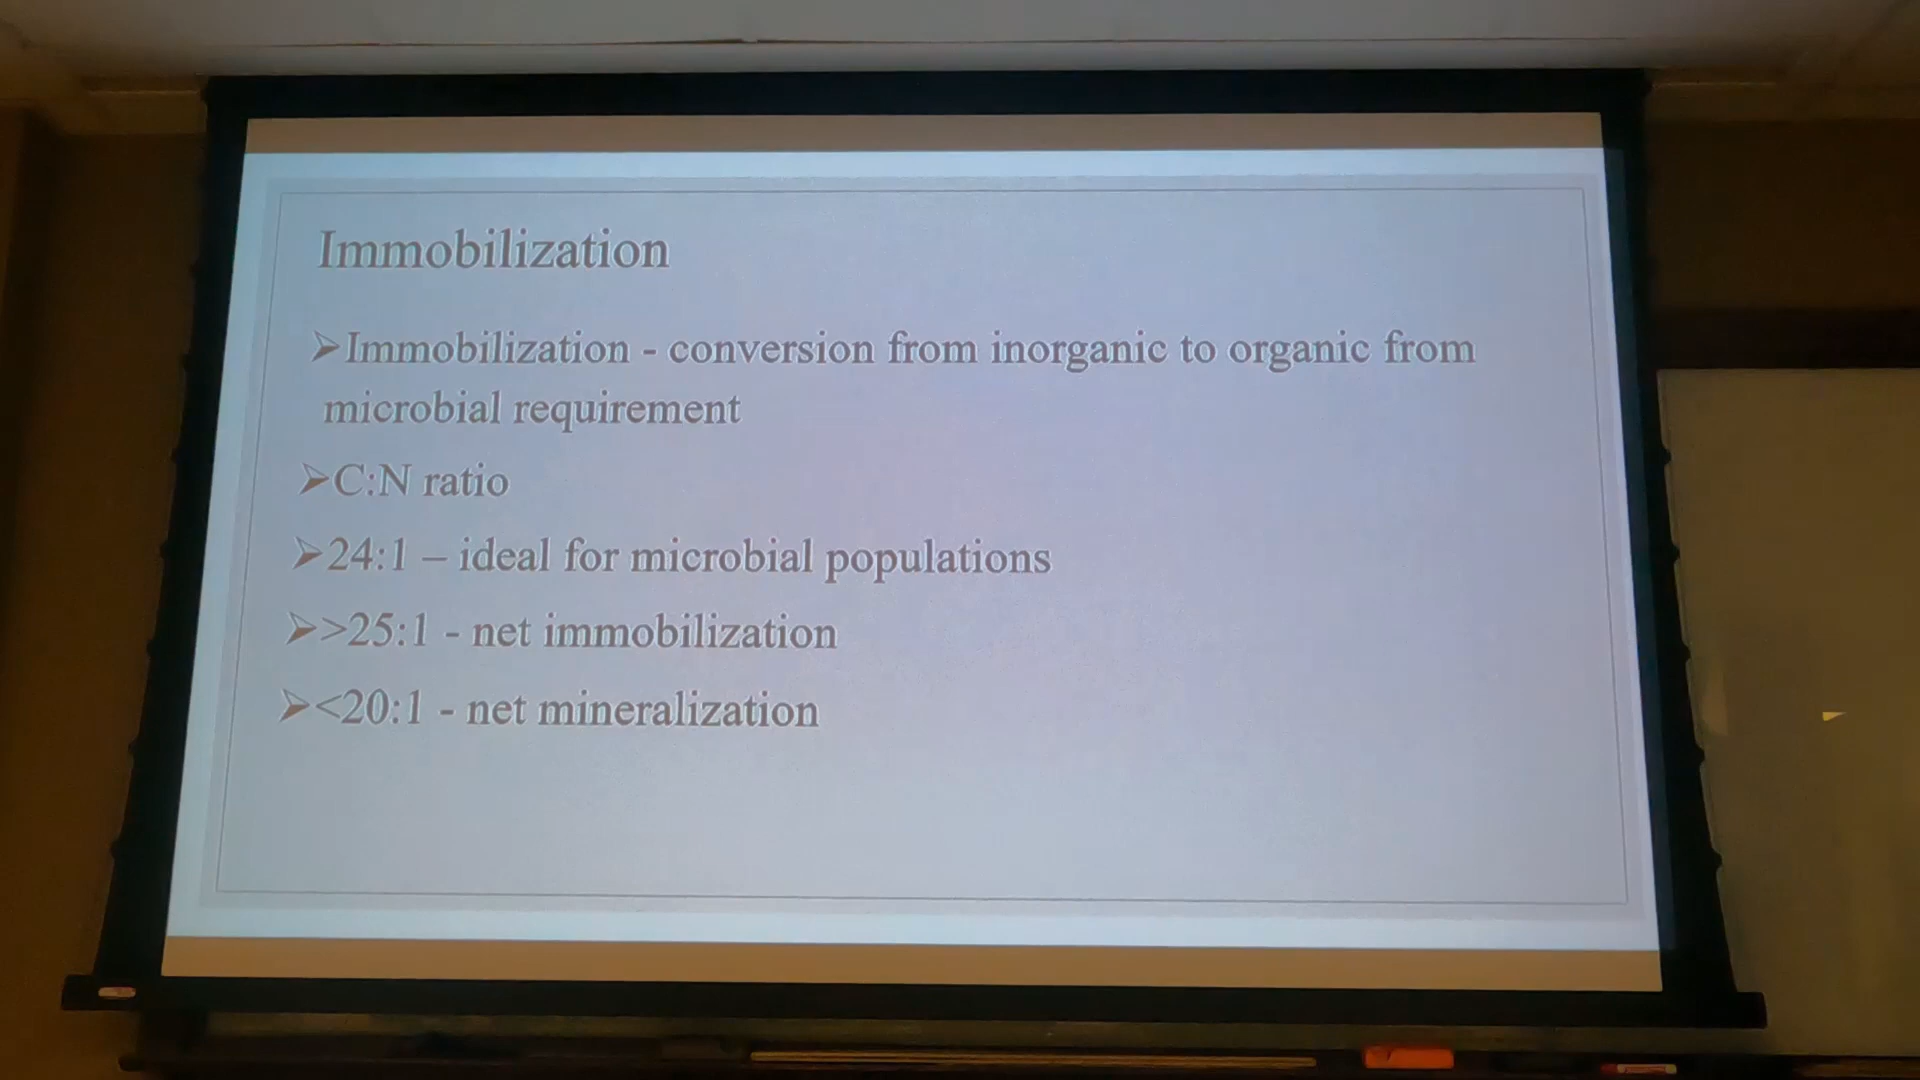 Immobilization
➢Immobilization - conversion from inorganic to organic from
microbial requirement
➢C:N ratio
➢24:1 – ideal for microbial populations
➢>25:1 - net immobilization
➢<20:1 - net mineralization